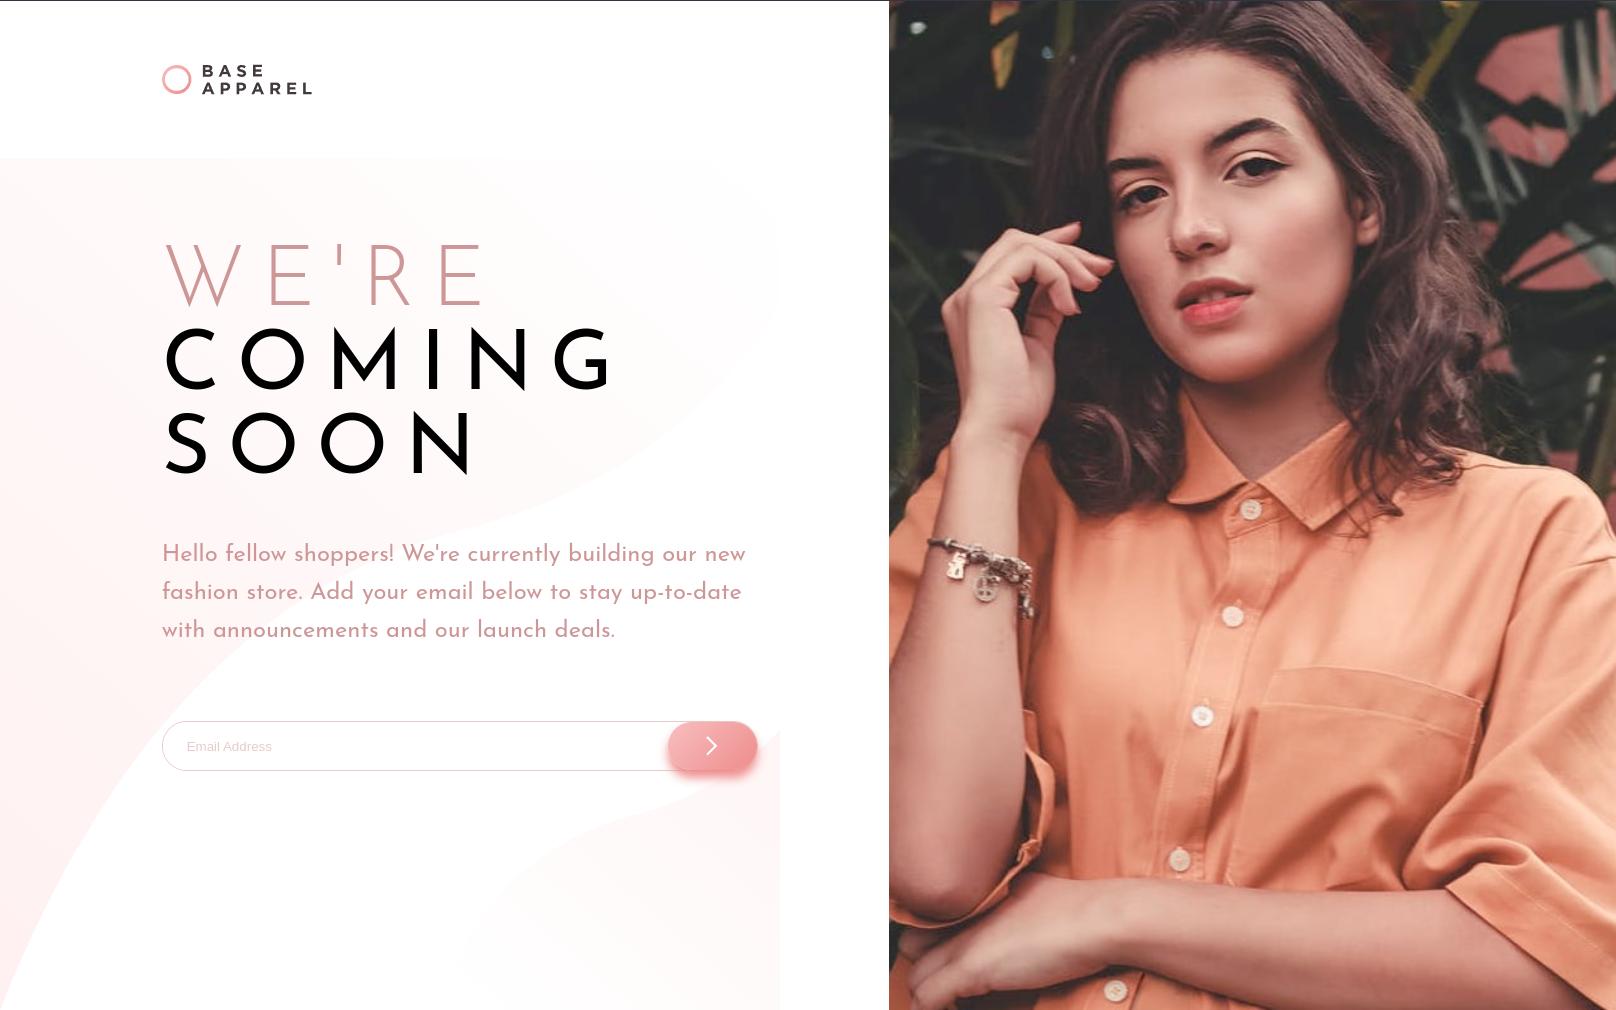 BASE
APPAREL
WE'RE
COMING
SOON
Hello fellow shoppers! We're currently building our new
fashion store. Add your email below to stay up-to-date
with announcements and our launch deals.
Email Address